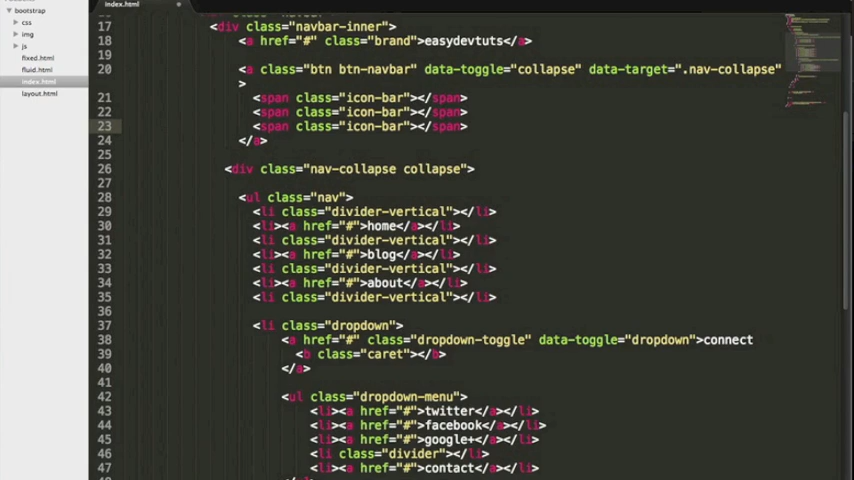 index.html
bootstrap
css
img
js
fixed.html
fluid.html
index.html
layout.html
17 <div class="navbar-inner">
18 <a href="#" class="brand">easydevtuts</a>
19
20 <a class="btn btn-navbar" data-toggle="collapse" data-target=".nav-collapse"
>
21 <span class="icon-bar"></span>
22 <span class="icon-bar"></span>
23 <span class="icon-bar"></span>
24 </a>
25
26 <div class="nav-collapse collapse">
27
28 <ul class="nav">
29 <li class="divider-vertical"></li>
30 <li><a href="#">home</a></li>
31 <li class="divider-vertical"></li>
32 <li><a href="#">blog</a></li>
33 <li class="divider-vertical"></li>
34 <li><a href="#">about</a></li>
35 <li class="divider-vertical"></li>
36
37 <li class="dropdown">
38 <a href="#" class="dropdown-toggle" data-toggle="dropdown">connect
39 <b class="caret"></b>
40 </a>
41
42 <ul class="dropdown-menu">
43 <li><a href="#">twitter</a></li>
44 <li><a href="#">facebook</a></li>
45 <li><a href="#">google+</a></li>
46 <li class="divider"></li>
47 <li><a href="#">contact</a></li>